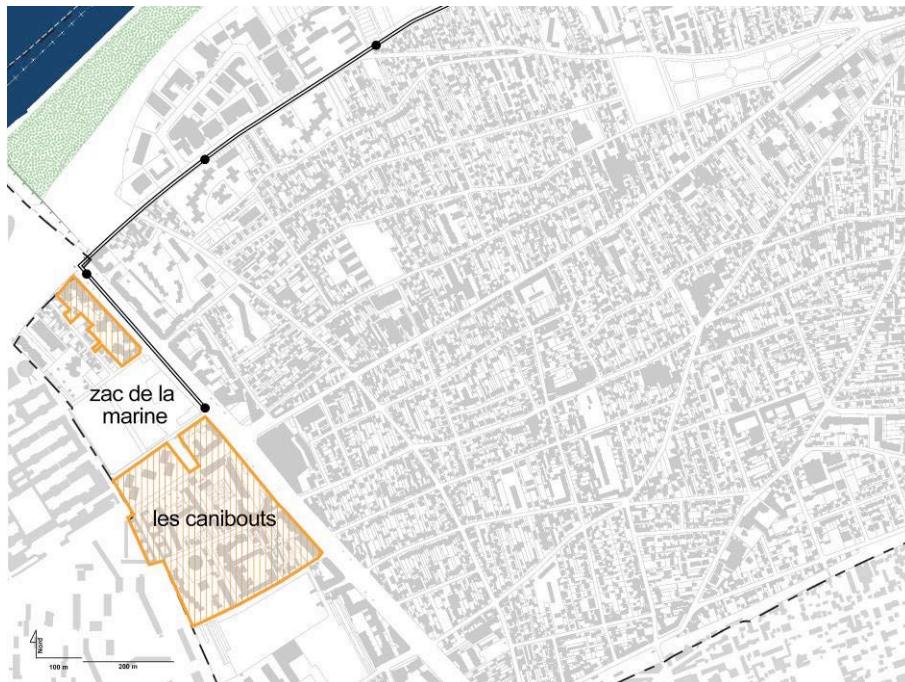 zac de la
marine
les canibouts
Nord
100 m
200 m